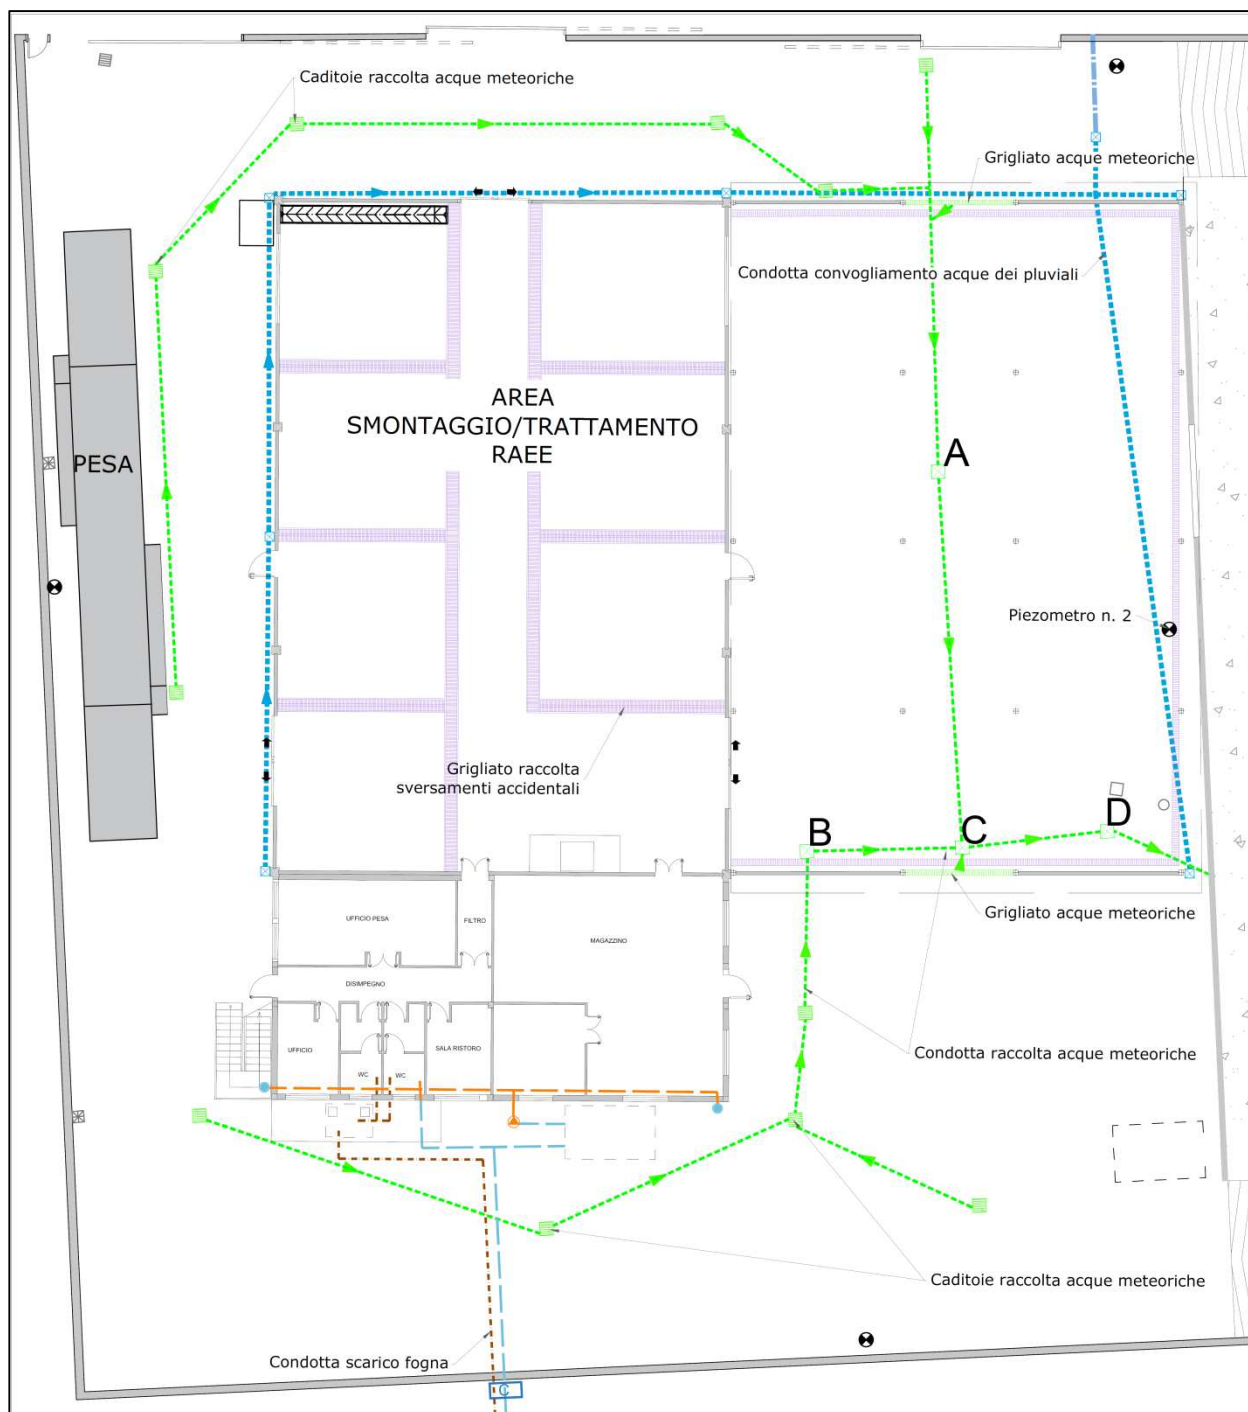 Caditoie raccolta acque meteoriche
Grigliato acque meteoriche
Condotta convogliamento acque dei pluviali
AREA
SMONTAGGIO/TRATTAMENTO
RAEE
PESA
A
Piezometro n. 2
Grigliato raccolta
sversamenti accidentali
B
C
D
Grigliato acque meteoriche
UFFICIO PESA
FILTRO
MAGAZZINO
DISIMPEGNO
UFFICIO
WC
WC
SALA RISTORO
Condotta raccolta acque meteoriche
Caditoie raccolta acque meteoriche
Condotta scarico fogna
C